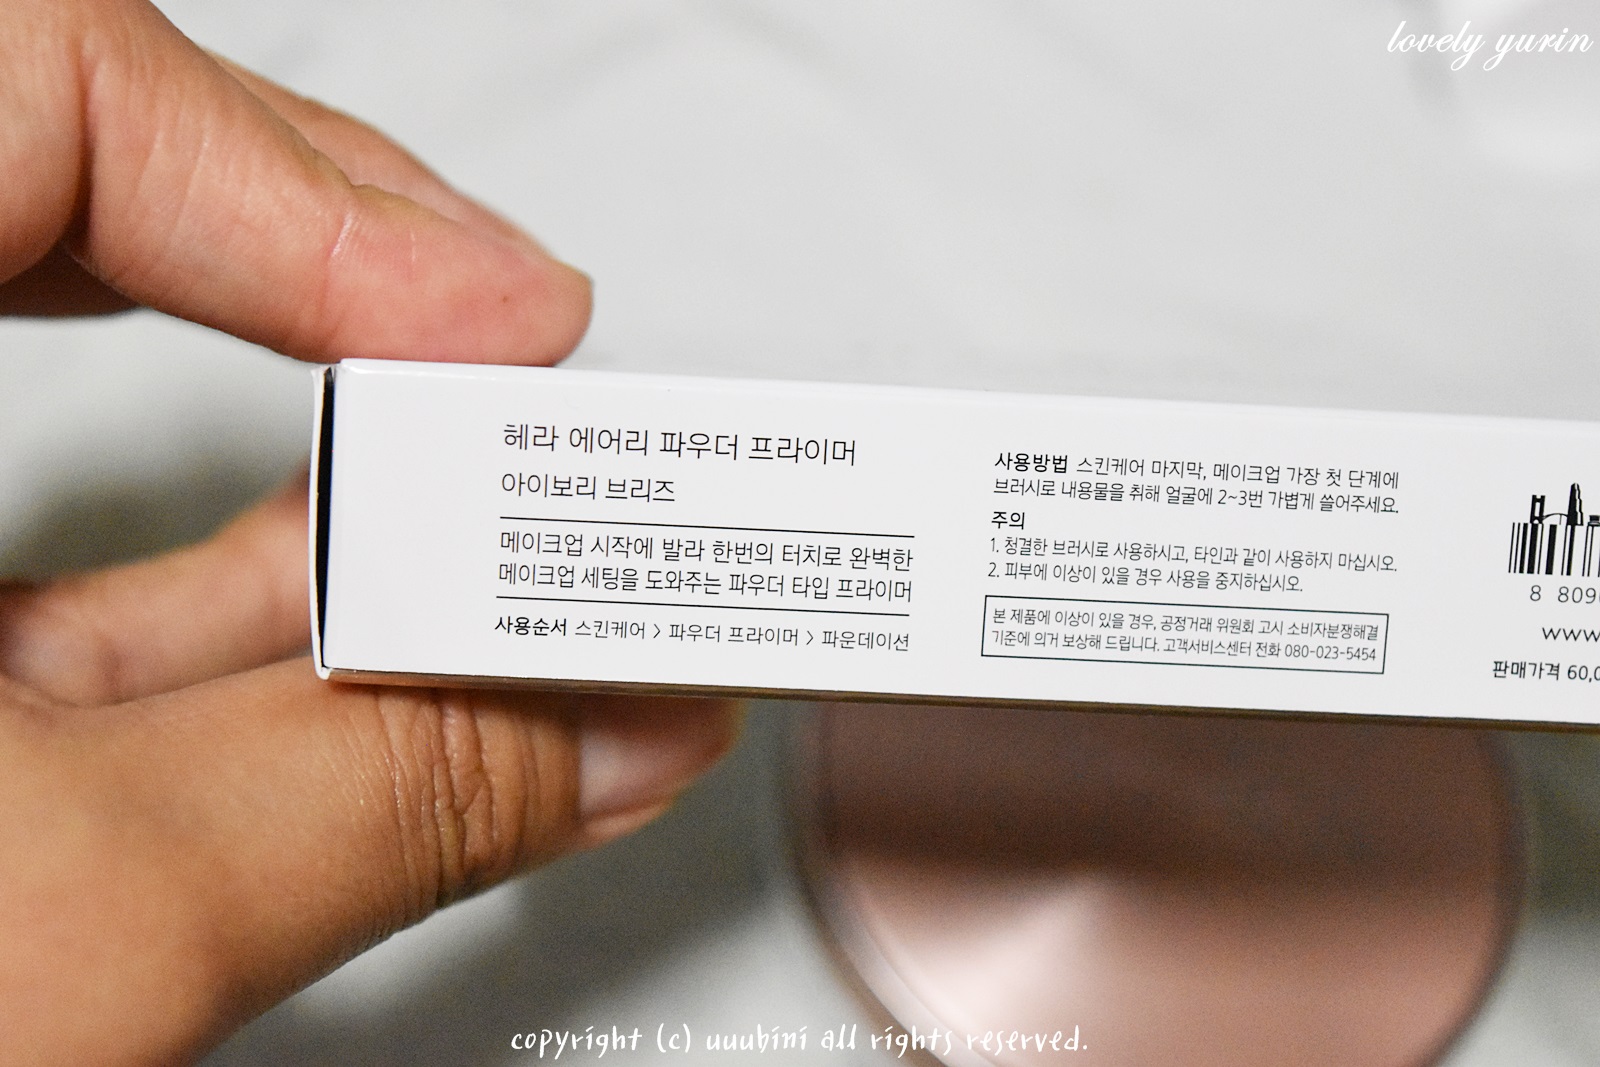 lovely yurin
헤라 에어리 파우더 프라이머
아이보리 브리즈
메이크업 시작에 발라 한번의 터치로 완벽한
메이크업 세팅을 도와주는 파우더 타입 프라이머
사용순서 스킨케어 > 파우더 프라이머 > 파운데이션
사용방법 스킨케어 마지막, 메이크업 가장 첫 단계에
브러시로 내용물을 취해 얼굴에 2~3번 가볍게 쓸어주세요.
주의
1. 청결한 브러시로 사용하시고, 타인과 같이 사용하지 마십시오.
2. 피부에 이상이 있을 경우 사용을 중지하십시오.
본 제품에 이상이 있을 경우, 공정거래 위원회 고시 소비자분쟁해결
기준에 의거 보상해 드립니다. 고객서비스센터 전화 080-023-5454
8 809
www.
판매가격 60,0
copyright (c) uuubini all rights reserved.